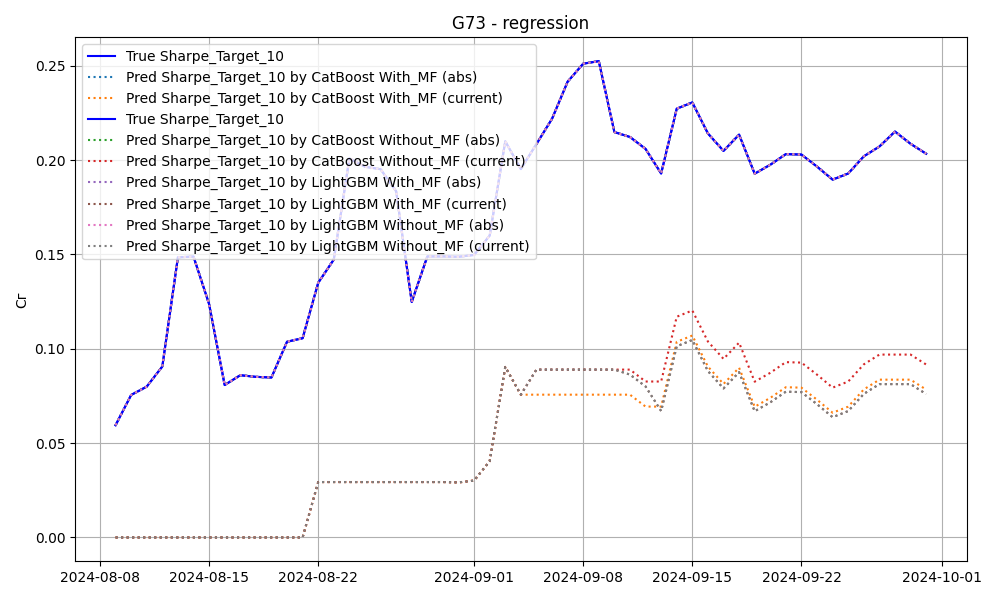 G73 - regression
True Sharpe_Target_10
Pred Sharpe_Target_10 by CatBoost With_MF (abs)
Pred Sharpe_Target_10 by CatBoost With_MF (current)
True Sharpe_Target_10
Pred Sharpe_Target_10 by CatBoost Without_MF (abs)
Pred Sharpe_Target_10 by CatBoost Without_MF (current)
Pred Sharpe_Target_10 by LightGBM With_MF (abs)
Pred Sharpe_Target_10 by LightGBM With_MF (current)
Pred Sharpe_Target_10 by LightGBM Without_MF (abs)
Pred Sharpe_Target_10 by LightGBM Without_MF (current)
Cr
0.25
0.20
0.15
0.10
0.05
0.00
2024-08-08 2024-08-15 2024-08-22 2024-09-01 2024-09-08 2024-09-15 2024-09-22 2024-10-01